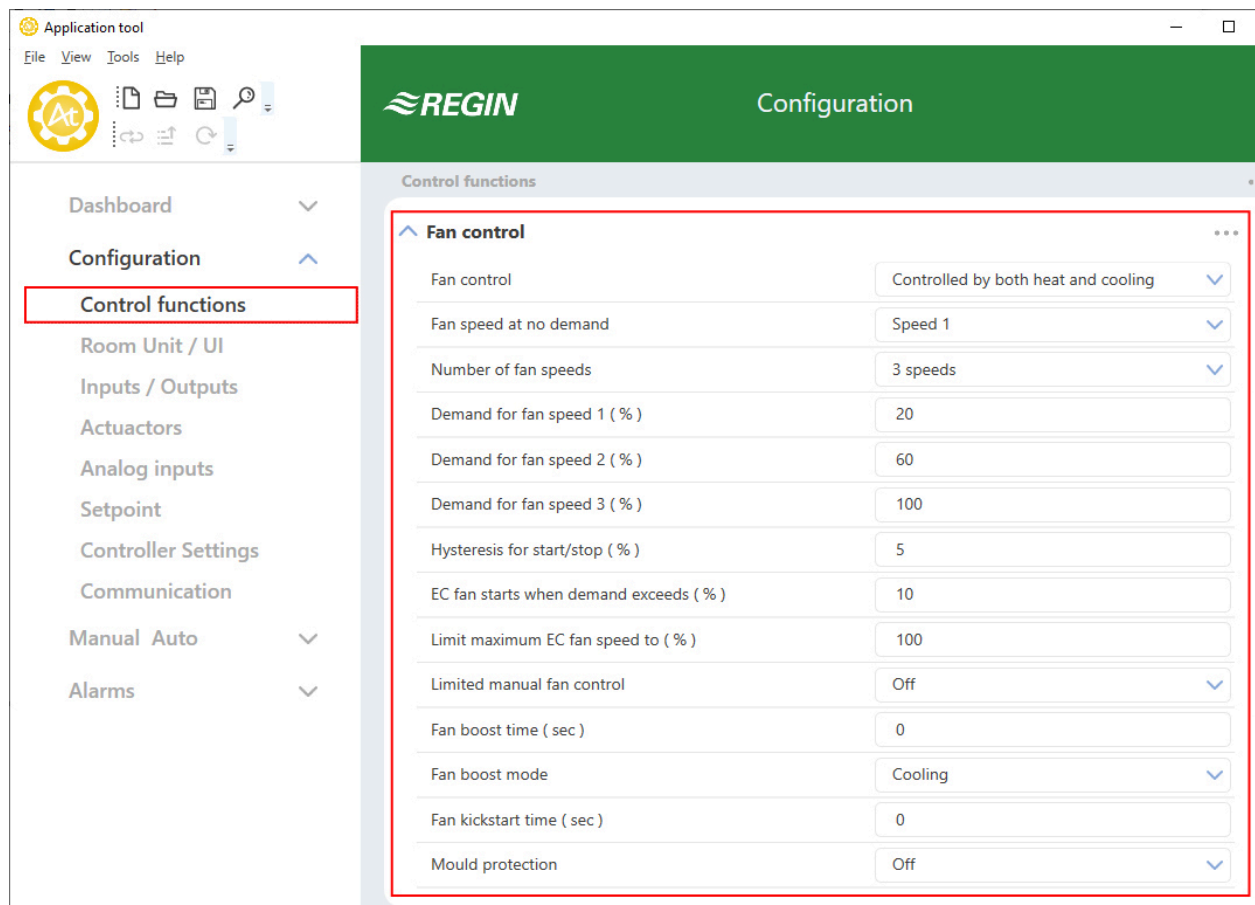 Application tool
File View Tools Help
At
REGIN
Configuration
Dashboard
Configuration
Control functions
Room Unit / UI
Inputs / Outputs
Actuactors
Analog inputs
Setpoint
Controller Settings
Communication
Manual Auto
Alarms
Control functions
Fan control
Fan control Controlled by both heat and cooling
Fan speed at no demand Speed 1
Number of fan speeds 3 speeds
Demand for fan speed 1 ( % ) 20
Demand for fan speed 2 ( % ) 60
Demand for fan speed 3 ( % ) 100
Hysteresis for start/stop ( % ) 5
EC fan starts when demand exceeds ( % ) 10
Limit maximum EC fan speed to ( % ) 100
Limited manual fan control Off
Fan boost time ( sec ) 0
Fan boost mode Cooling
Fan kickstart time ( sec ) 0
Mould protection Off